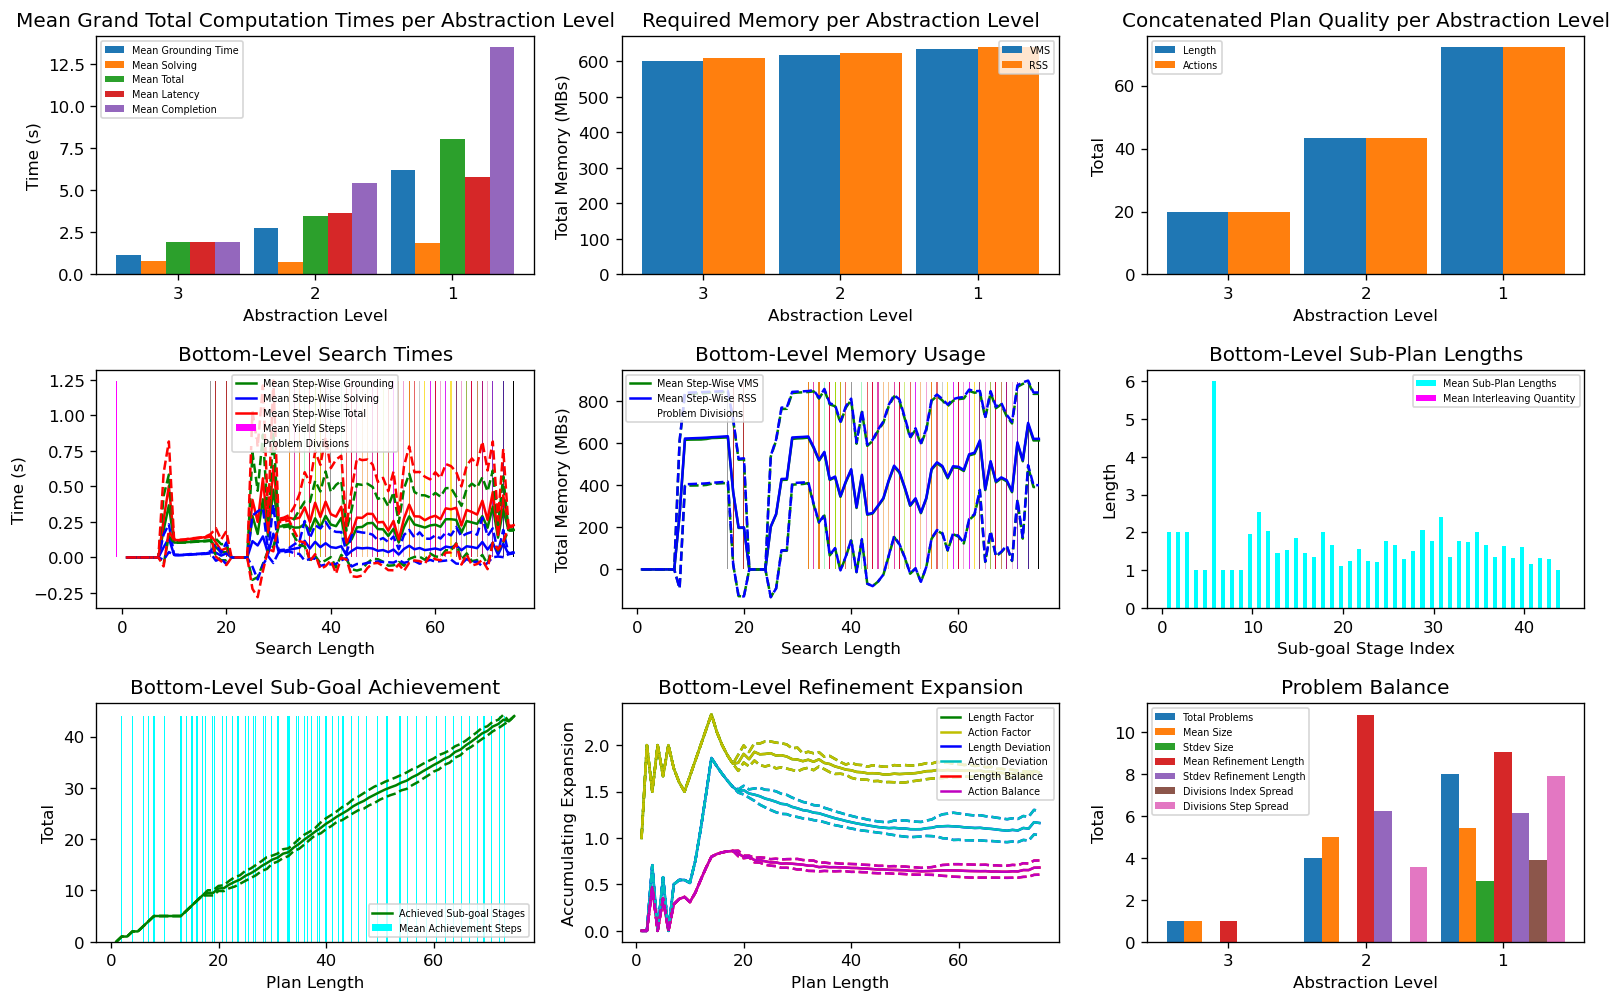 Mean Grand Total Computation Times per Abstraction Level
Time (s)
12.5
10.0
7.5
5.0
2.5
0.0
Mean Grounding Time
Mean Solving
Mean Total
Mean Latency
Mean Completion
3 2 1
Abstraction Level
Required Memory per Abstraction Level
Total Memory (MBs)
600
500
400
300
200
100
0
VMS
RSS
3 2 1
Abstraction Level
Concatenated Plan Quality per Abstraction Level
Total
60
40
20
0
Length
Actions
3 2 1
Abstraction Level
Bottom-Level Search Times
Time (s)
1.25
1.00
0.75
0.50
0.25
0.00
−0.25
Mean Step-Wise Grounding
Mean Step-Wise Solving
Mean Step-Wise Total
Mean Yield Steps
Problem Divisions
0 20 40 60
Search Length
Bottom-Level Memory Usage
Total Memory (MBs)
800
600
400
200
0
Mean Step-Wise VMS
Mean Step-Wise RSS
Problem Divisions
0 20 40 60
Search Length
Bottom-Level Sub-Plan Lengths
Length
6
5
4
3
2
1
0
Mean Sub-Plan Lengths
Mean Interleaving Quantity
0 10 20 30 40
Sub-goal Stage Index
Bottom-Level Sub-Goal Achievement
Total
40
30
20
10
0
Achieved Sub-goal Stages
Mean Achievement Steps
0 20 40 60
Plan Length
Bottom-Level Refinement Expansion
Accumulating Expansion
2.0
1.5
1.0
0.5
0.0
Length Factor
Action Factor
Length Deviation
Action Deviation
Length Balance
Action Balance
0 20 40 60
Plan Length
Problem Balance
Total
10
8
6
4
2
0
Total Problems
Mean Size
Stdev Size
Mean Refinement Length
Stdev Refinement Length
Divisions Index Spread
Divisions Step Spread
3 2 1
Abstraction Level